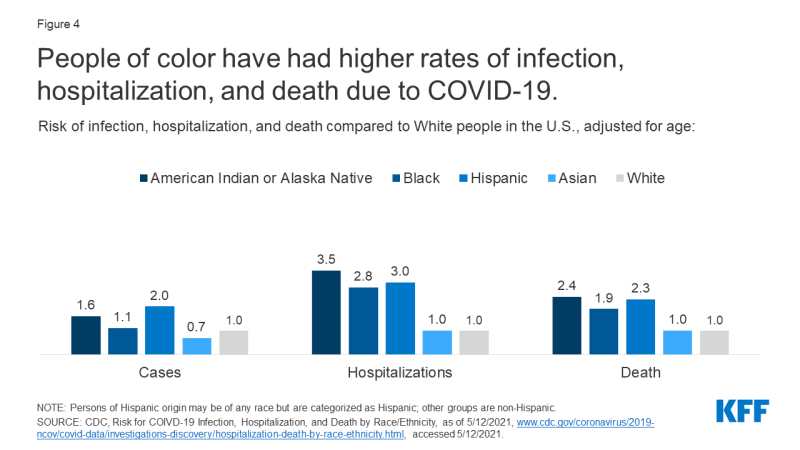 Figure 4
People of color have had higher rates of infection,
hospitalization, and death due to COVID-19.
Risk of infection, hospitalization, and death compared to White people in the U.S., adjusted for age:
American Indian or Alaska Native Black Hispanic Asian White
1.6 1.1 2.0 0.7 1.0
3.5 2.8 3.0 1.0 1.0
2.4 1.9 2.3 1.0 1.0
Cases Hospitalizations Death
NOTE: Persons of Hispanic origin may be of any race but are categorized as Hispanic; other groups are non-Hispanic.
SOURCE: CDC, Risk for COIVD-19 Infection, Hospitalization, and Death by Race/Ethnicity, as of 5/12/2021, www.cdc.gov/coronavirus/2019-
ncov/covid-data/investigations-discovery/hospitalization-death-by-race-ethnicity.html, accessed 5/12/2021.
KFF